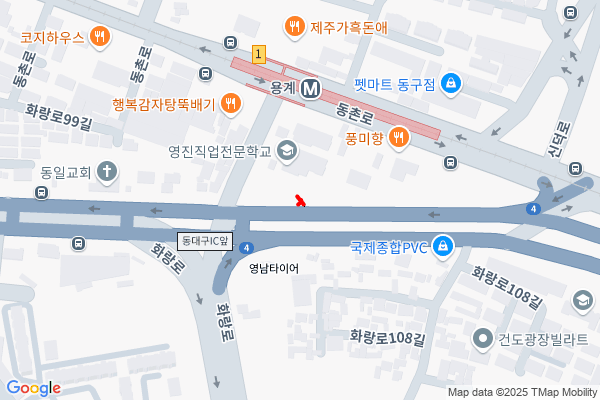 코지하우스
동촌로
제주가흑돈애
1
용계
M
펫마트 동구점
동촌로
동촌로
신덕로
화랑로99길
행복감자탕뚝배기
풍미향
영진직업전문학교
동일교회
4
동대구IC앞
4
국제종합PVC
영남타이어
화랑로
화랑로
화랑로108길
화랑로108길
건도광장빌라트
Google
Map data ©2025 TMap Mobility